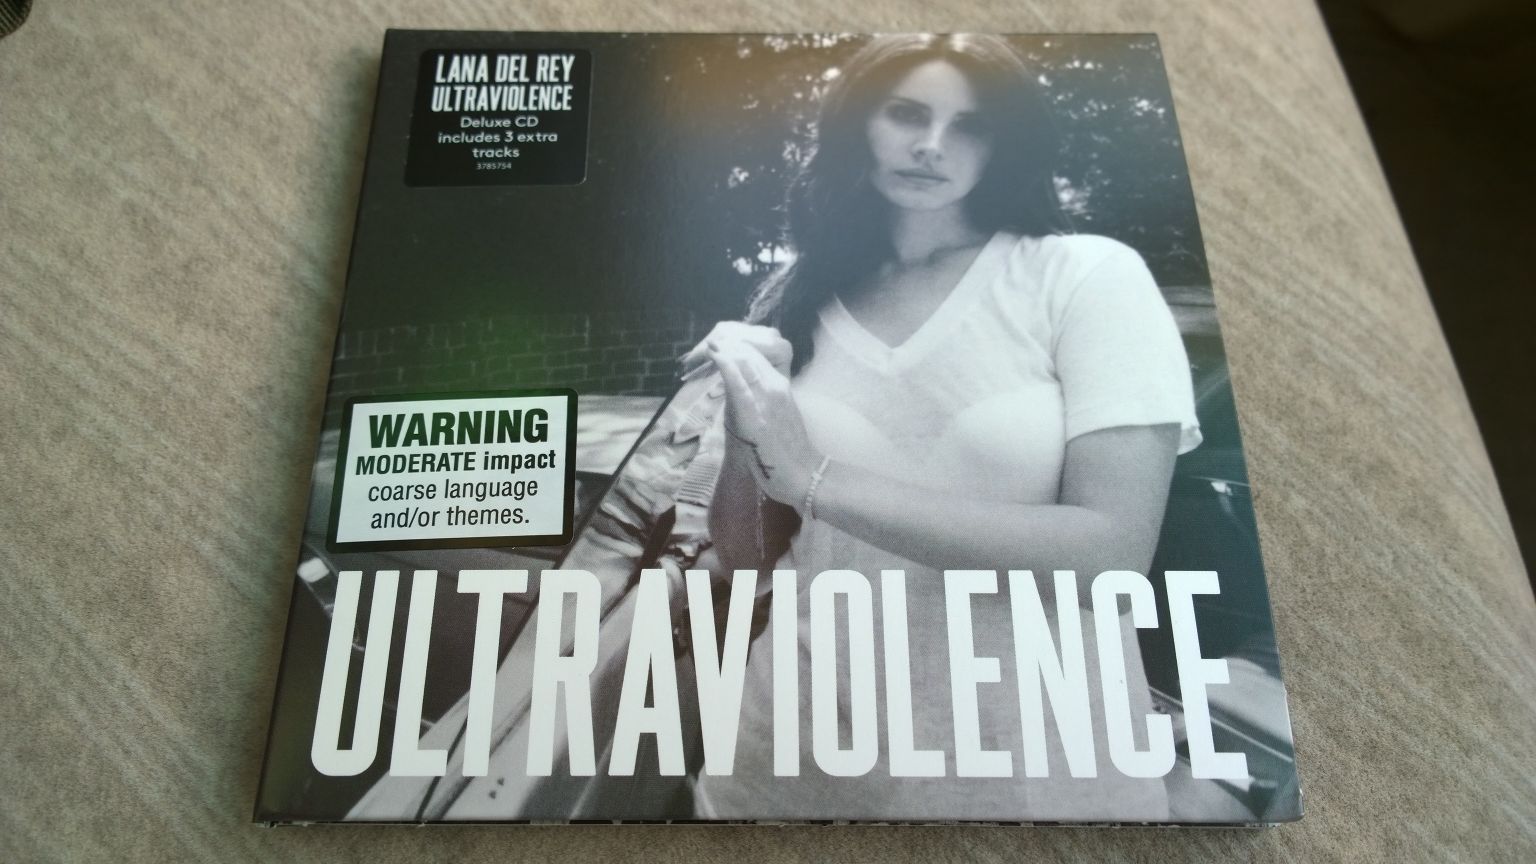 LANA DEL REY
ULTRAVIOLENCE
Deluxe CD
includes 3 extra
tracks
3785754
WARNING
MODERATE impact
coarse language
and/or themes.
ULTRAVIOLENCE